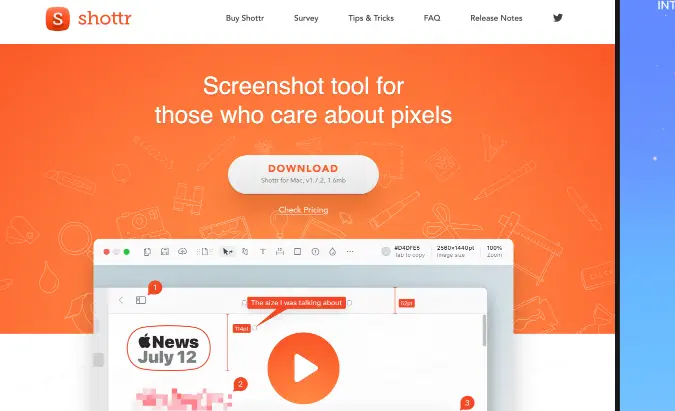 INT
S shottr
Buy Shottr Survey Tips & Tricks FAQ Release Notes
Screenshot tool for
those who care about pixels
DOWNLOAD
Shottr for Mac, v1.7.2, 1.6mb
Check Pricing
#D4DFE5 2560×1440pt 100%
Tab to copy Image size Zoom
1
The size I was talking about
52pt
114pt
News
July 12
2
3